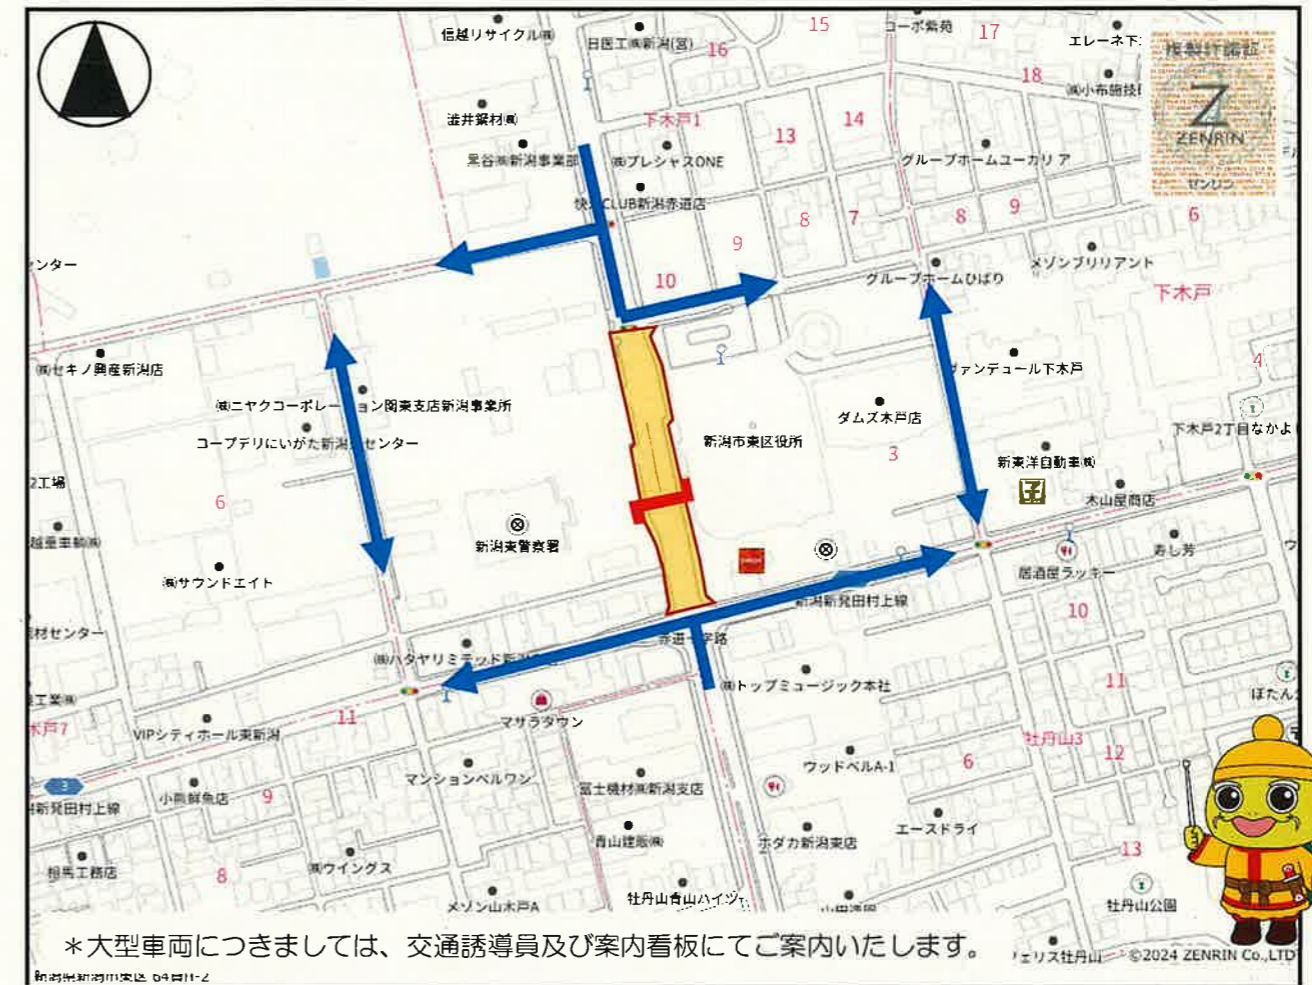 信越リサイクル㈱
日医工㈱新潟(営)
16
15
コーポ紫苑
17
エレーネ下
18
複製許諾証
Z
ZENRIN
ゼンリン
㈱小布施技
澁井鋼材㈱
下木戸1
13
14
黒谷㈱新潟事業部
㈱プレシャスONE
グループホームユーカリア
快
CLUB新潟赤道店
8
7
8
9
6
9
ンター
10
グループホームひばり
メゾンブリリアント
下木戸
㈱セキノ興産新潟店
ヴァンデュール下木戸
4
㈱ニヤクコーポレー
ョン関東支店新潟事業所
ダムズ木戸店
コープデリにいがた新潟
センター
新潟市東区役所
下木戸2丁目なかよ
3
新東洋自動車㈱
2工場
6
木山屋商店
新潟東警察署
越重車輌㈱
寿し芳
㈱サウンドエイト
居酒屋ラッキー
新潟新発田村上線
10
材センター
赤道十字路
㈱ハタヤリミテッド新潟
㈱トップミュージック本社
11
工業㈱
ぼたん
木戸7
VIPシティホール東新潟
11
マサラタウン
牡丹山3
12
マンションベルワン
ウッドベルA-1
6
3
小熊鮮魚店
9
冨士機材㈱新潟支店
新発田村上線
青山建販㈱
ホダカ新潟東店
エースドライ
13
相馬工務店
8
㈱ウイングス
メゾン山木戸A
牡丹山青山ハイツ
牡丹山公園
＊大型車両につきましては、交通誘導員及び案内看板にてご案内いたします。
ェリス牡丹山
©2024 ZENRIN Co.,LTD